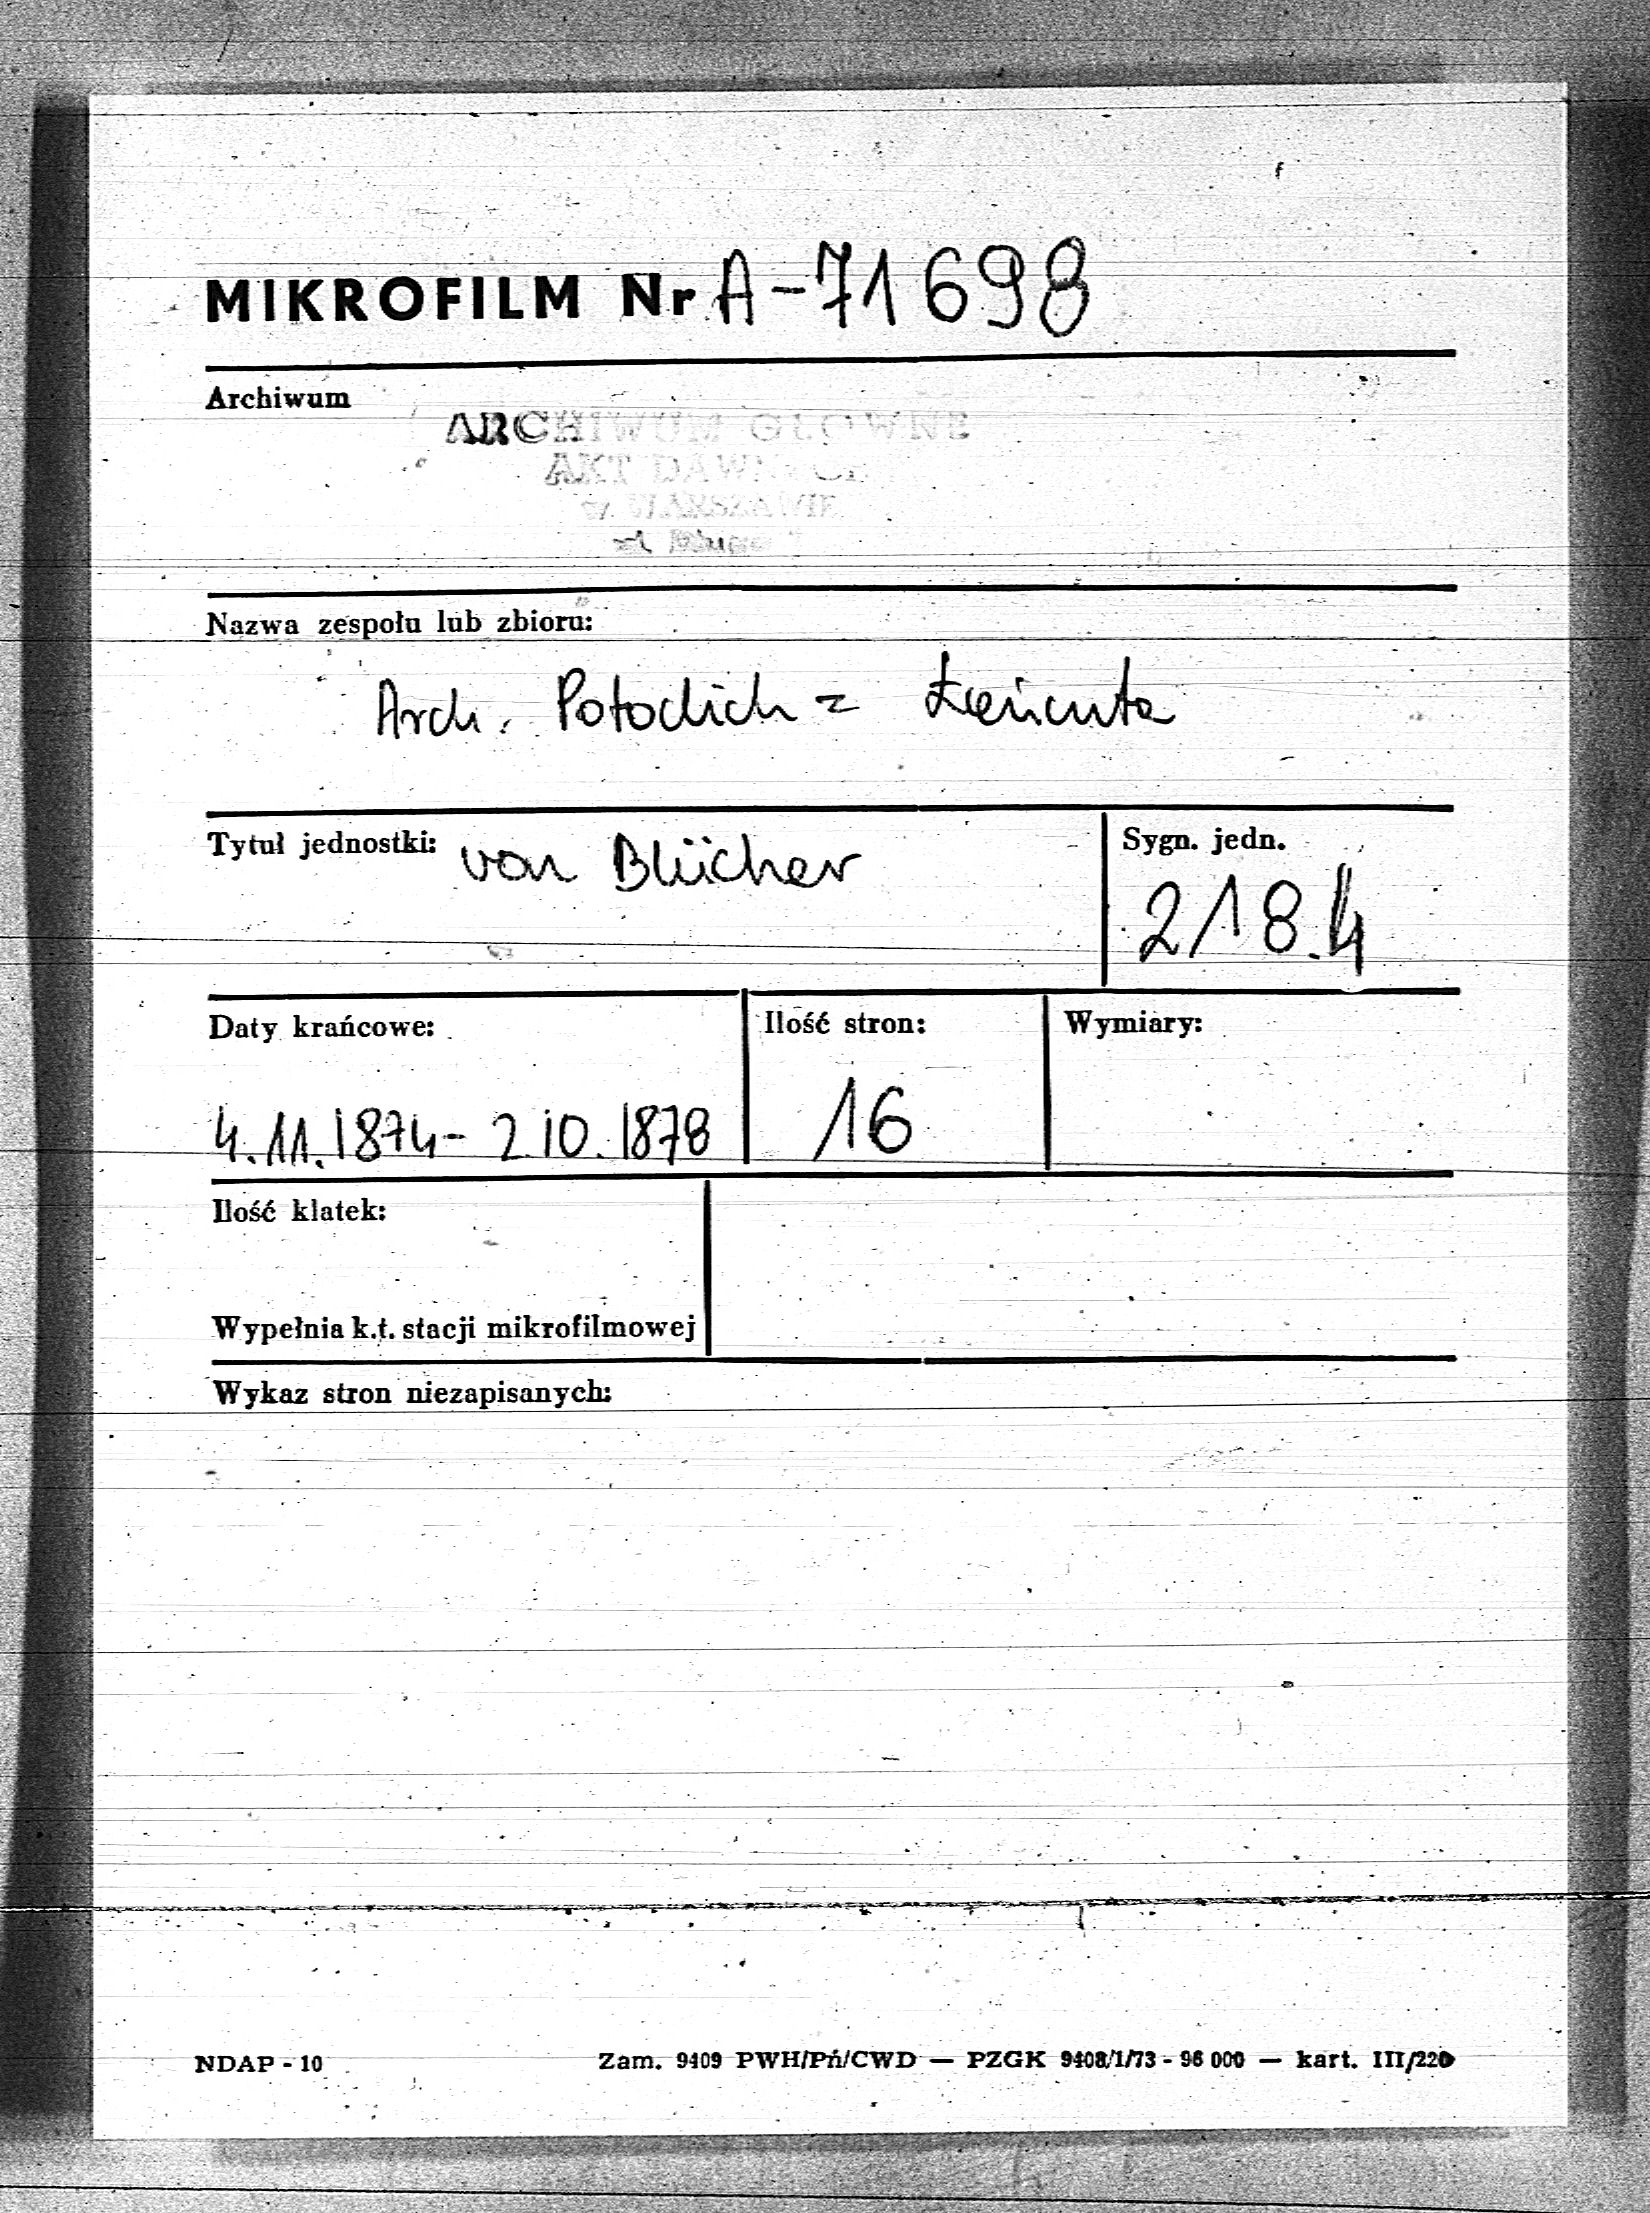 MIKROFILM Nr A-71698
Archiwum
ARCHIWUM GŁOWNE
AKT DAWNYCH
w WARSZAWIE
Nazwa zespołu lub zbioru:
Arch. Potockich z Łańcuta
Tytuł jednostki: von Blücher
Sygn. jedn.
218.4
Daty krańcowe:
Ilość stron:
Wymiary:
4.11.1874- 2.10.1878
16
Ilość klatek:
Wypełnia k.t. stacji mikrofilmowej
Wykaz stron niezapisanych:
NDAP - 10
Zam. 9409 PWH/Pń/CWD — PZGK 9408/1/73 - 96 000 — kart. III/220